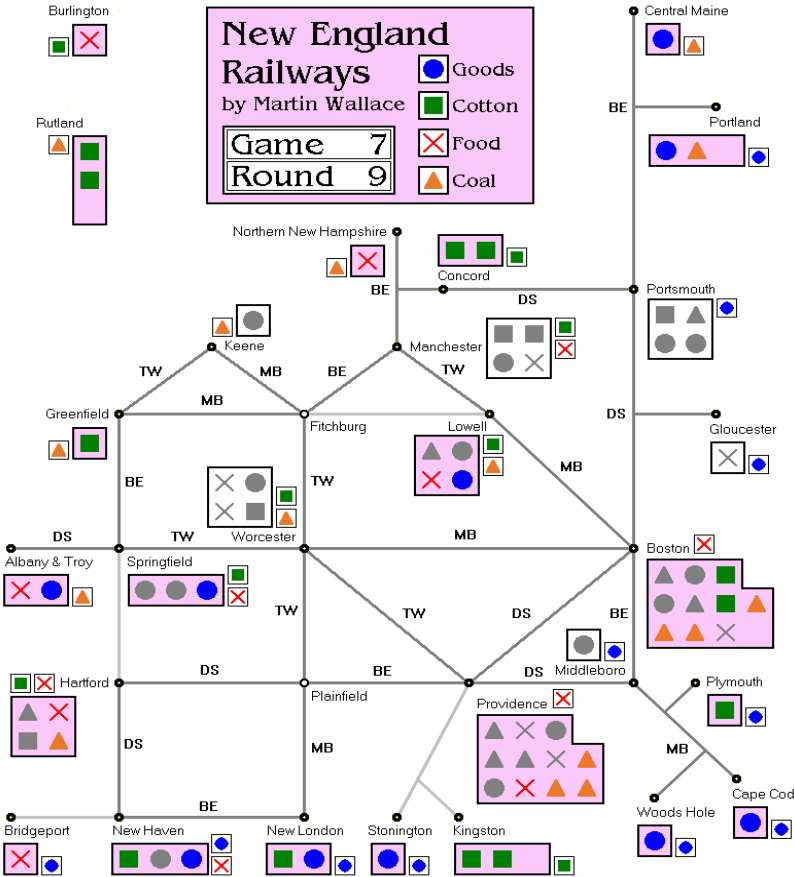 Burlington
New England
Railways
by Martin Wallace
Goods
Cotton
Food
Coal
Game 7
Round 9
Central Maine
BE
Portland
Rutland
Northern New Hampshire
BE
Concord
DS
Portsmouth
Keene
TW
MB
BE
Manchester
TW
MB
Greenfield
Fitchburg
Lowell
DS
Gloucester
BE
TW
MB
Worcester
DS
TW
MB
Boston
Albany & Troy
Springfield
TW
TW
DS
BE
Middleboro
Hartford
DS
Plainfield
BE
DS
Plymouth
Providence
DS
MB
MB
Cape Cod
BE
Woods Hole
Bridgeport
New Haven
New London
Stonington
Kingston